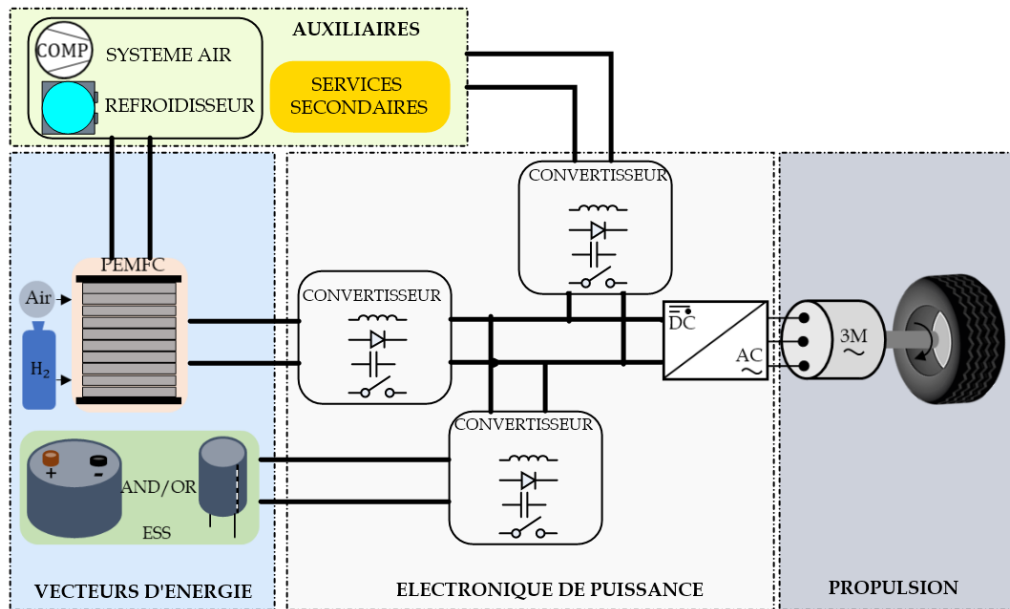 AUXILIAIRES
COMP
SYSTEME AIR
REFROIDISSEUR
SERVICES
SECONDAIRES
CONVERTISSEUR
PEMFC
Air
H₂
CONVERTISSEUR
DC
AC
3M
~
CONVERTISSEUR
+
-
AND/OR
ESS
VECTEURS D'ENERGIE
ELECTRONIQUE DE PUISSANCE
PROPULSION